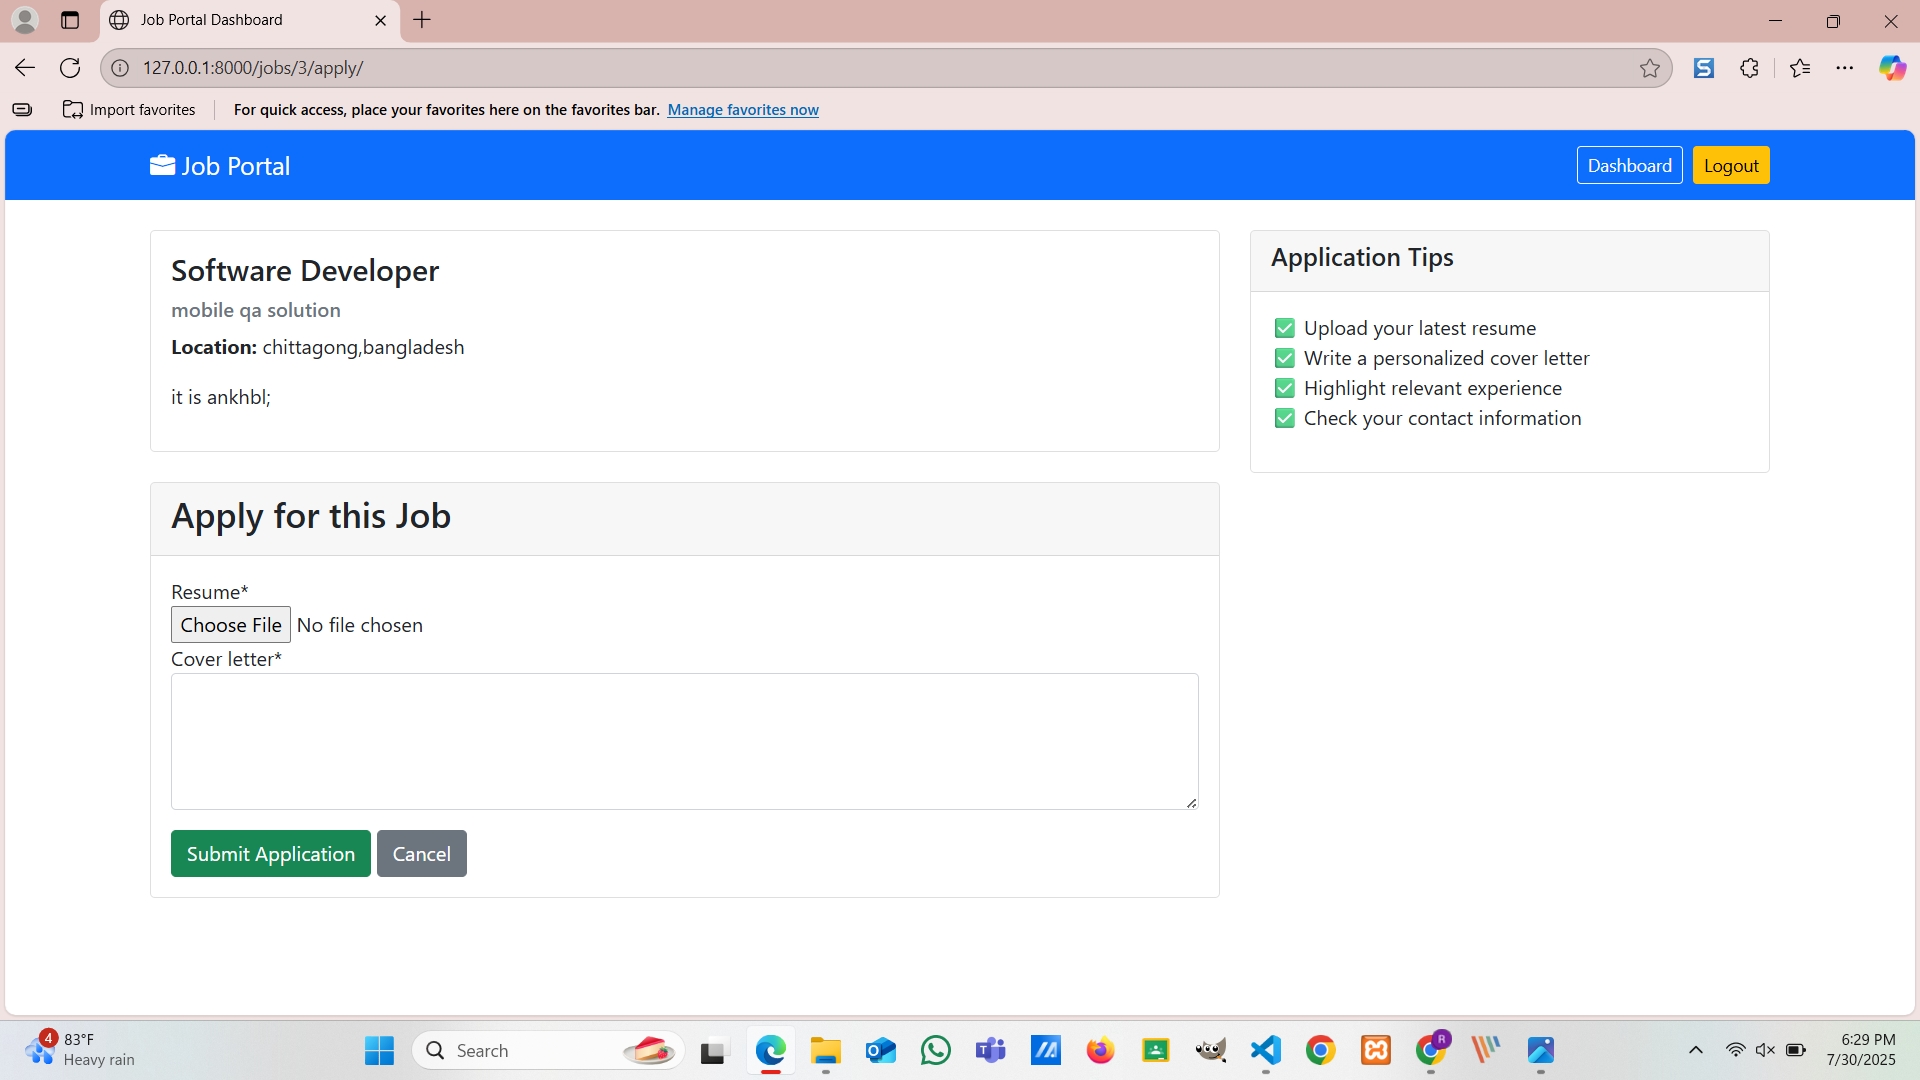 Job Portal Dashboard
127.0.0.1:8000/jobs/3/apply/
Import favorites
For quick access, place your favorites here on the favorites bar. Manage favorites now
Job Portal
Dashboard
Logout
Software Developer
mobile qa solution
Location: chittagong,bangladesh
it is ankhbl;
Application Tips
Upload your latest resume
Write a personalized cover letter
Highlight relevant experience
Check your contact information
Apply for this Job
Resume*
Choose File No file chosen
Cover letter*
Submit Application
Cancel
4
83°F
Heavy rain
Search
R
6:29 PM
7/30/2025